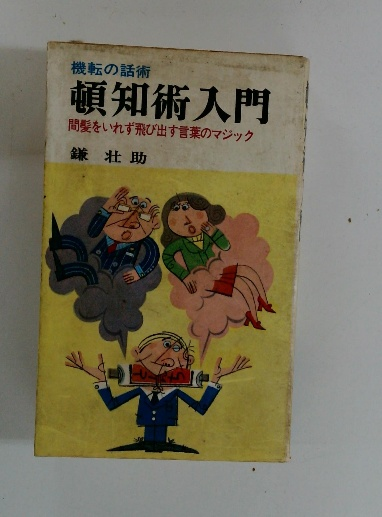 機転の話術
頓知術入門
間髪をいれず飛び出す言葉のマジック
鎌 壮助